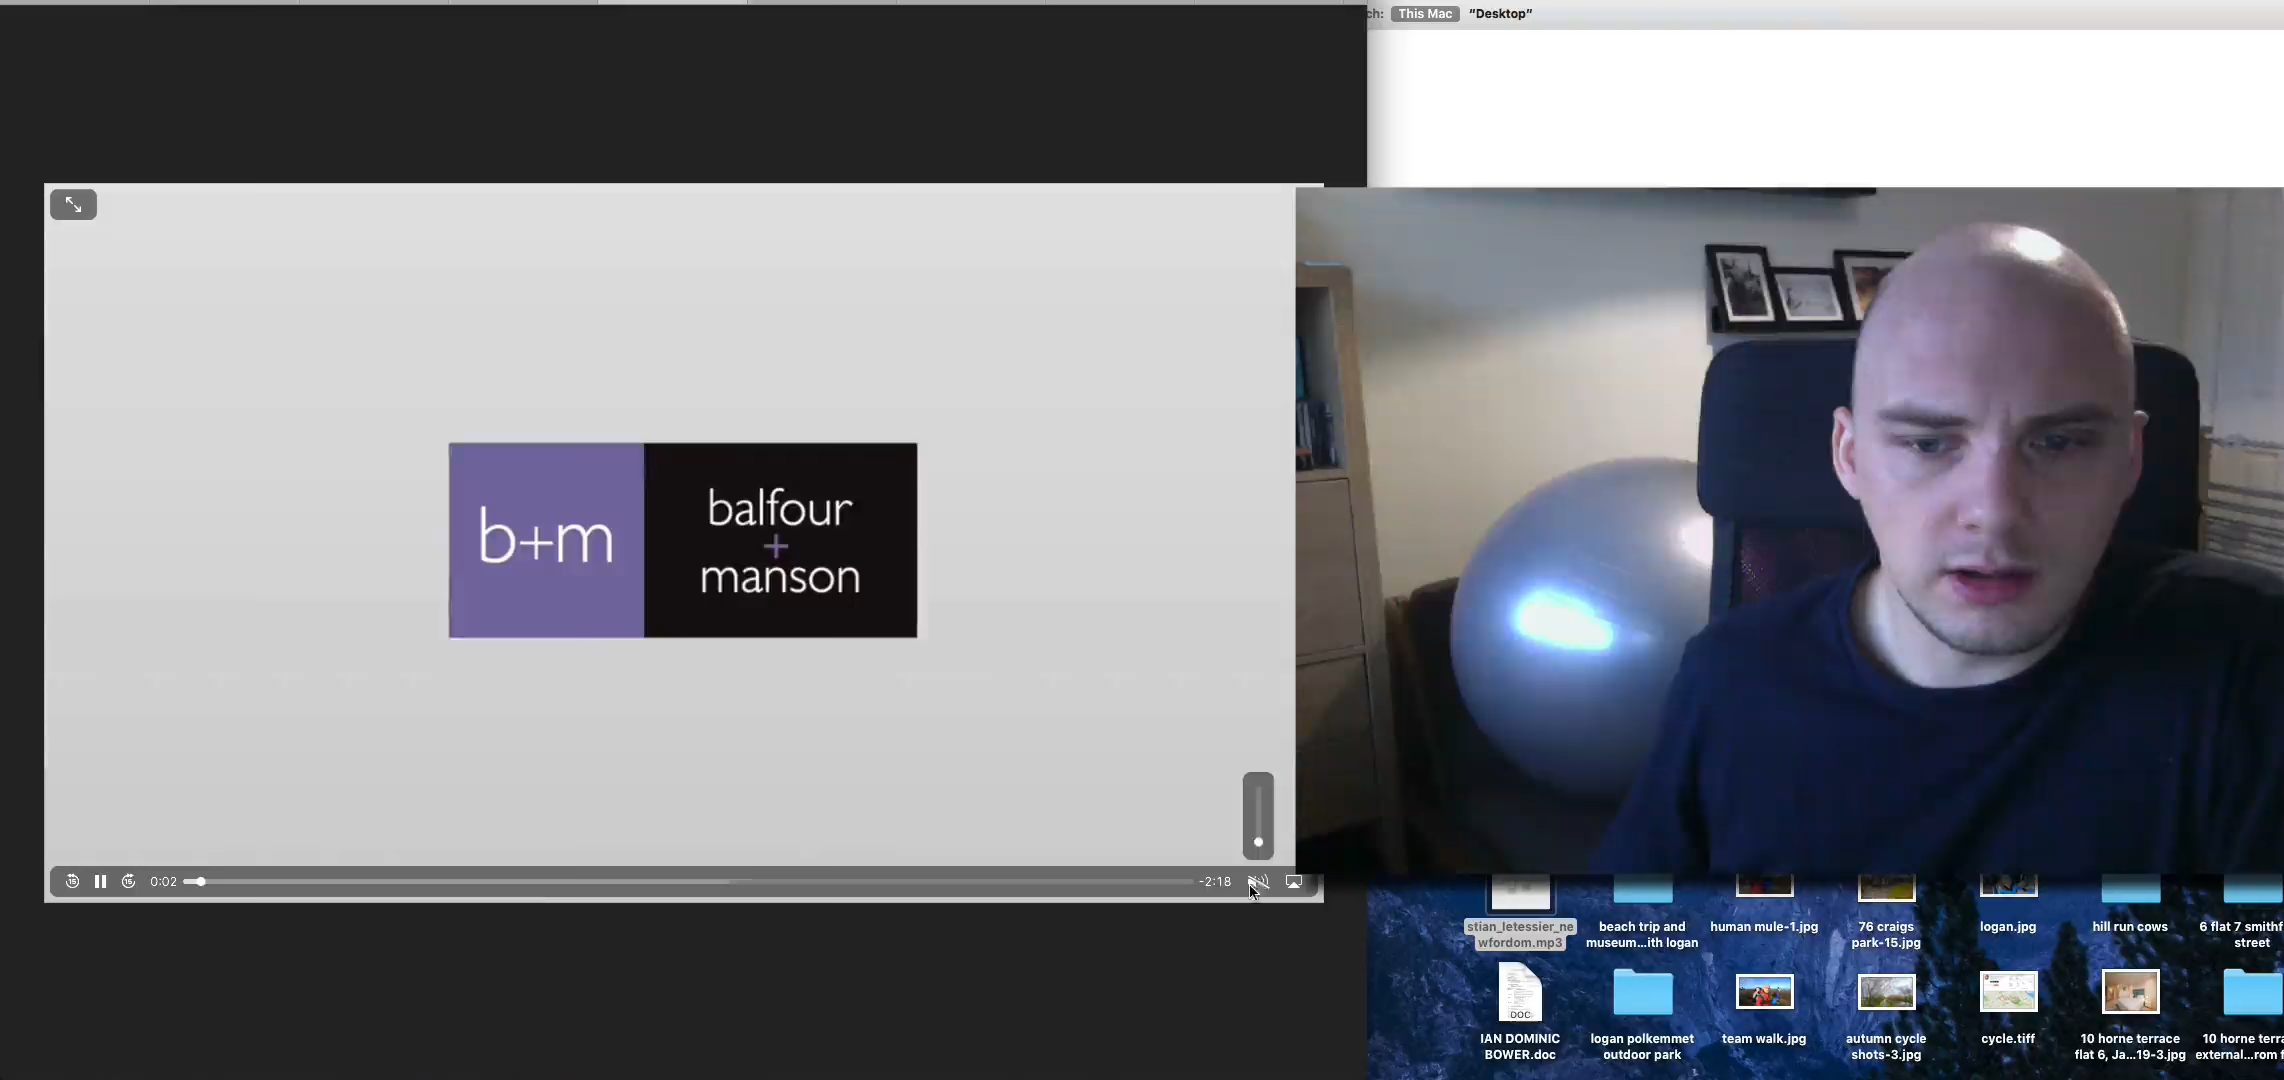 ch: This Mac “Desktop”
b+m
balfour
+
manson
15
15
0:02
-2:18
stian_letessier_ne
wfordom.mp3
beach trip and
museum...ith logan
human mule-1.jpg
76 craigs
park-15.jpg
logan.jpg
hill run cows
6 flat 7 smithf
street
DOC
IAN DOMINIC
BOWER.doc
logan polkemmet
outdoor park
team walk.jpg
autumn cycle
shots-3.jpg
cycle.tiff
10 horne terrace
flat 6, Ja...19-3.jpg
10 horne terra
external...rom f